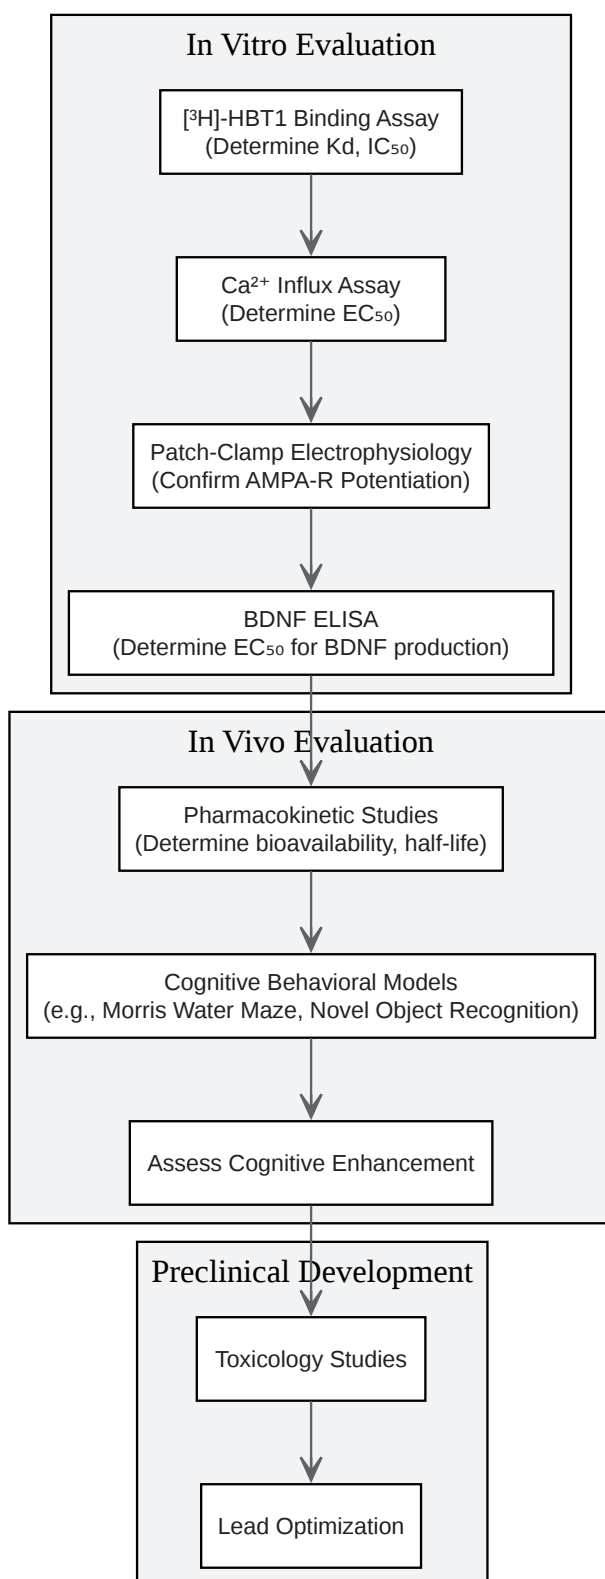 In Vitro Evaluation
[³H]-HBT1 Binding Assay
(Determine Kd, IC₅₀)
Ca²⁺ Influx Assay
(Determine EC₅₀)
Patch-Clamp Electrophysiology
(Confirm AMPA-R Potentiation)
BDNF ELISA
(Determine EC₅₀ for BDNF production)
In Vivo Evaluation
Pharmacokinetic Studies
(Determine bioavailability, half-life)
Cognitive Behavioral Models
(e.g., Morris Water Maze, Novel Object Recognition)
Assess Cognitive Enhancement
Preclinical Development
Toxicology Studies
Lead Optimization